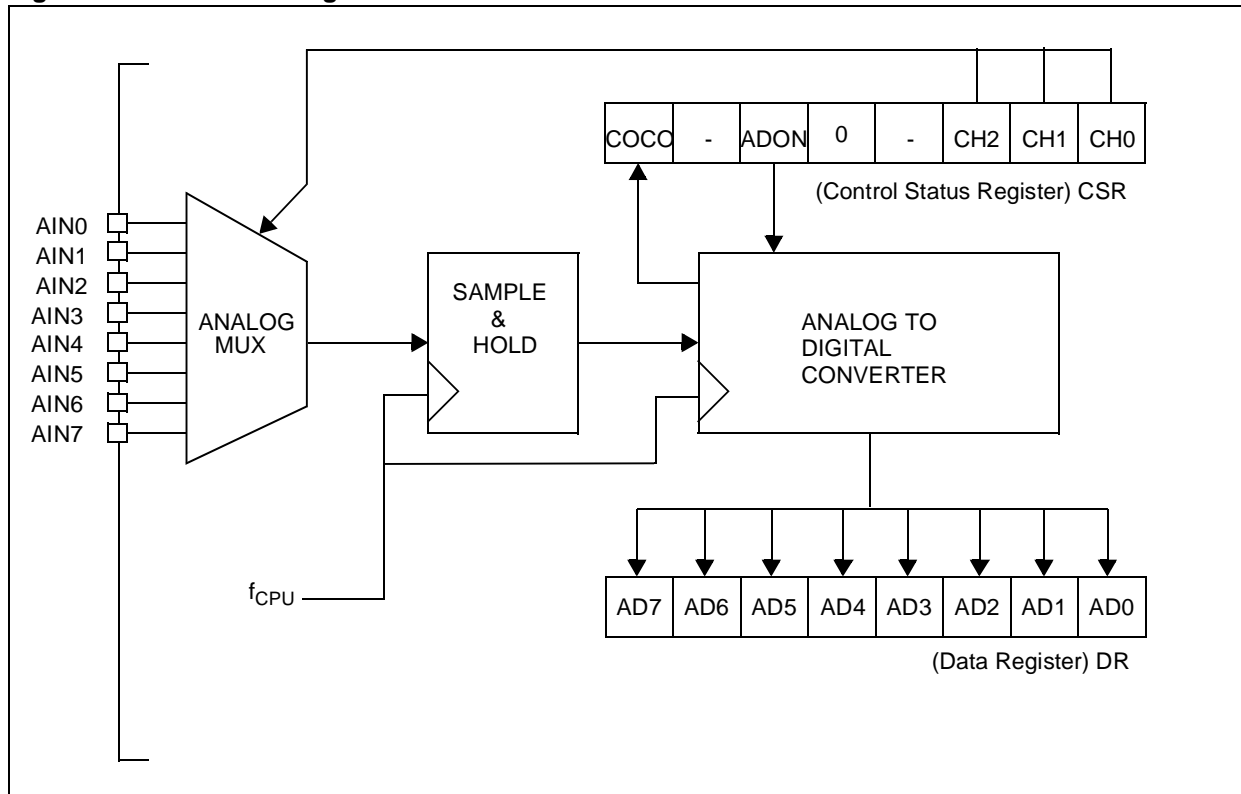 COCO - ADON 0 - CH2 CH1 CH0
(Control Status Register) CSR
AIN0
AIN1
AIN2
AIN3
AIN4
AIN5
AIN6
AIN7
ANALOG
MUX
SAMPLE
&
HOLD
ANALOG TO
DIGITAL
CONVERTER
fCPU
AD7 AD6 AD5 AD4 AD3 AD2 AD1 AD0
(Data Register) DR